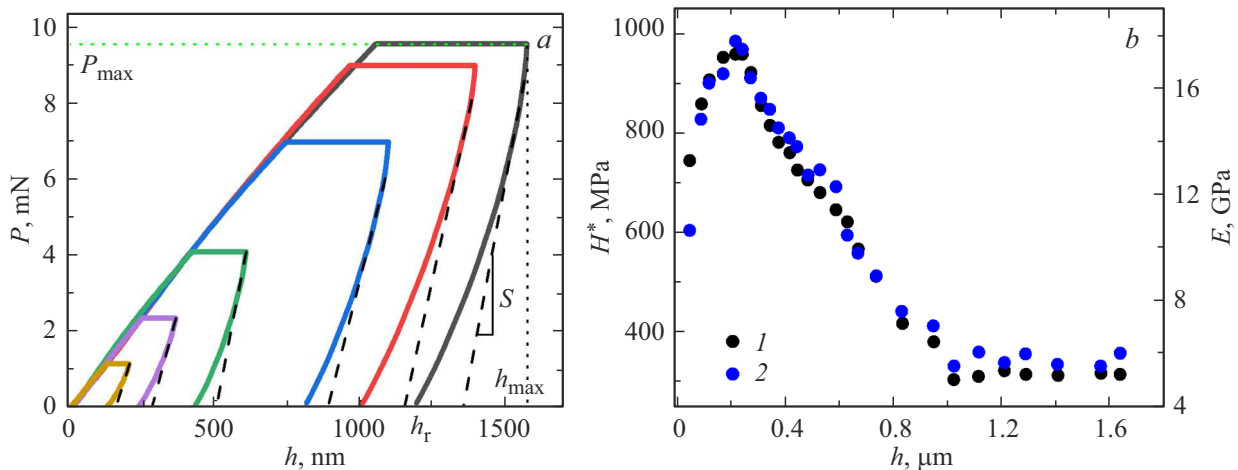 a
P_max
10
8
6
4
2
0
P, mN
S
h_max
h_r
0
500
1000
1500
h, nm
b
1000
800
600
400
H*, MPa
16
12
8
4
E, GPa
1
2
0
0.4
0.8
1.2
1.6
h, μm